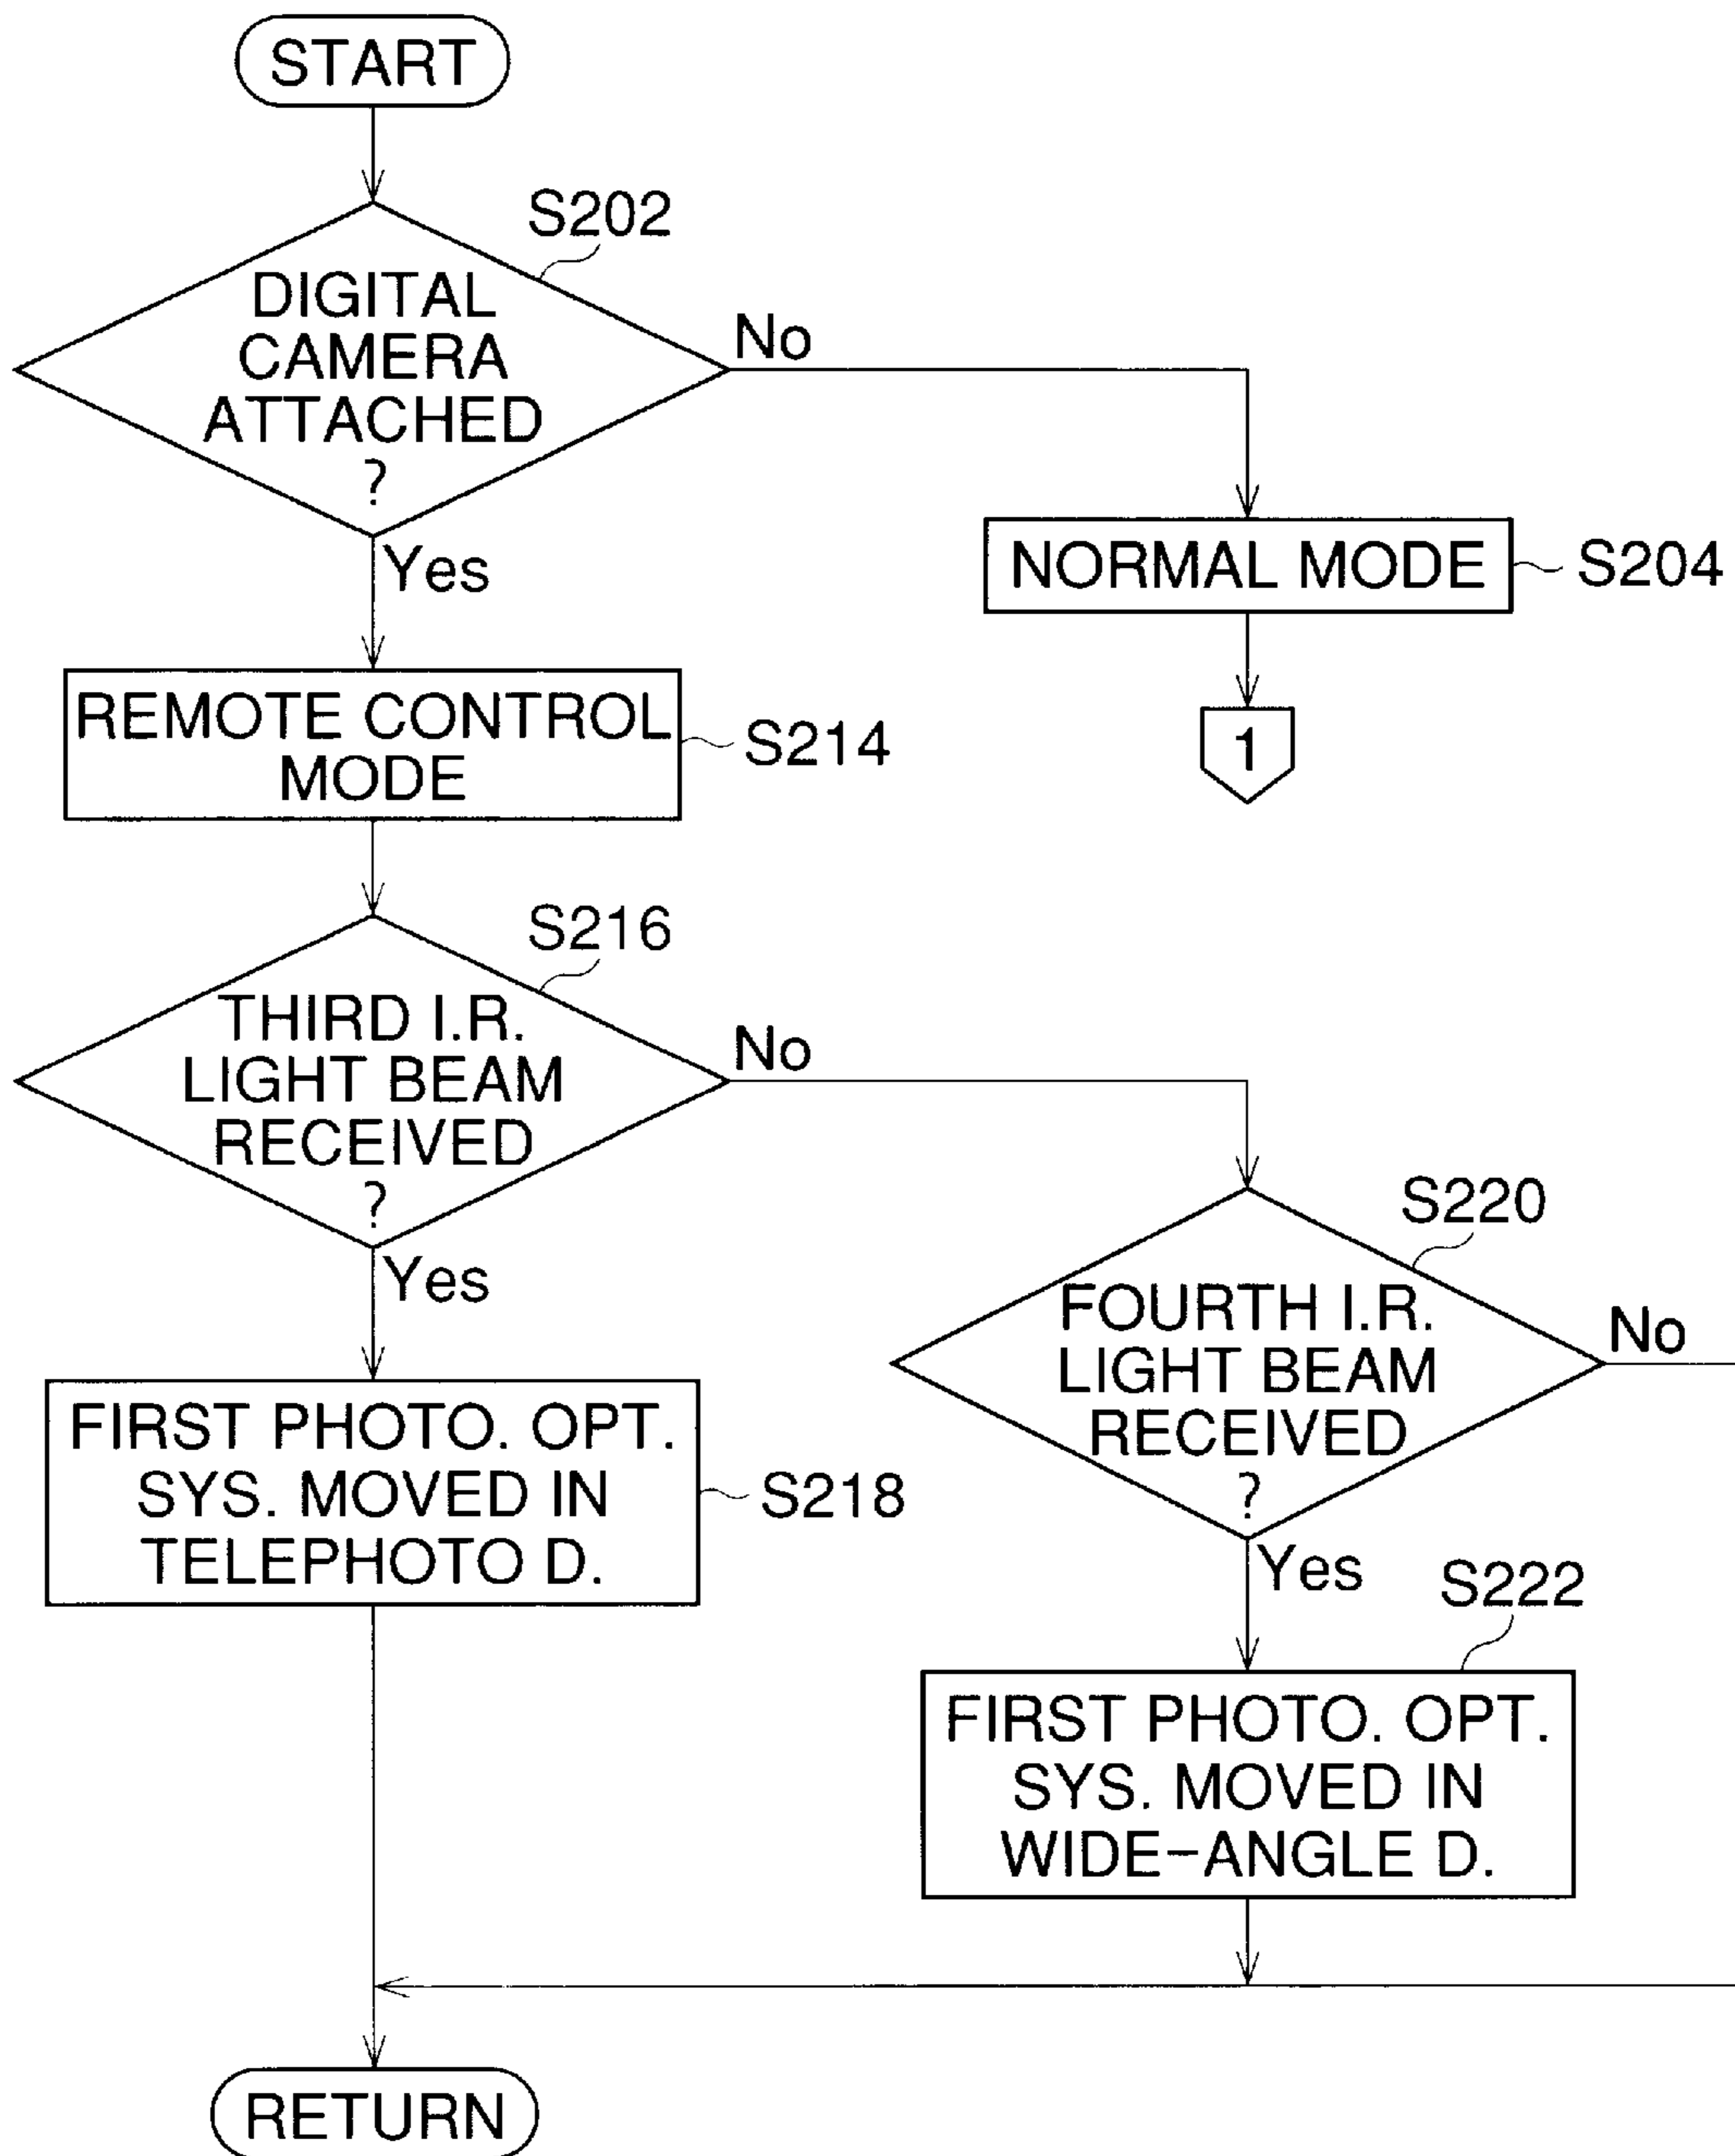 START
S202
DIGITAL
CAMERA
ATTACHED
?
No
Yes
NORMAL MODE
S204
REMOTE CONTROL
MODE
S214
1
S216
THIRD I.R.
LIGHT BEAM
RECEIVED
?
No
Yes
S220
FOURTH I.R.
LIGHT BEAM
RECEIVED
?
No
Yes
FIRST PHOTO. OPT.
SYS. MOVED IN
TELEPHOTO D.
S218
S222
FIRST PHOTO. OPT.
SYS. MOVED IN
WIDE-ANGLE D.
RETURN